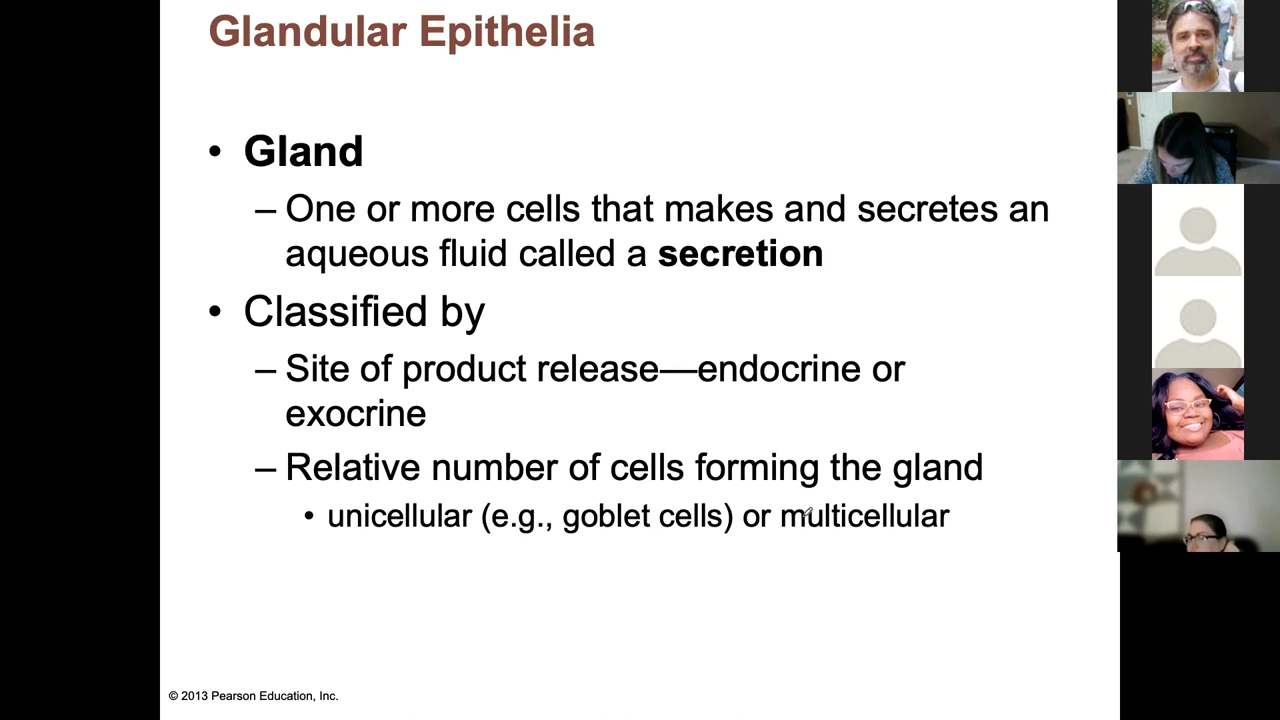 Glandular Epithelia
• Gland
– One or more cells that makes and secretes an
aqueous fluid called a secretion
• Classified by
– Site of product release—endocrine or
exocrine
– Relative number of cells forming the gland
• unicellular (e.g., goblet cells) or multicellular
© 2013 Pearson Education, Inc.